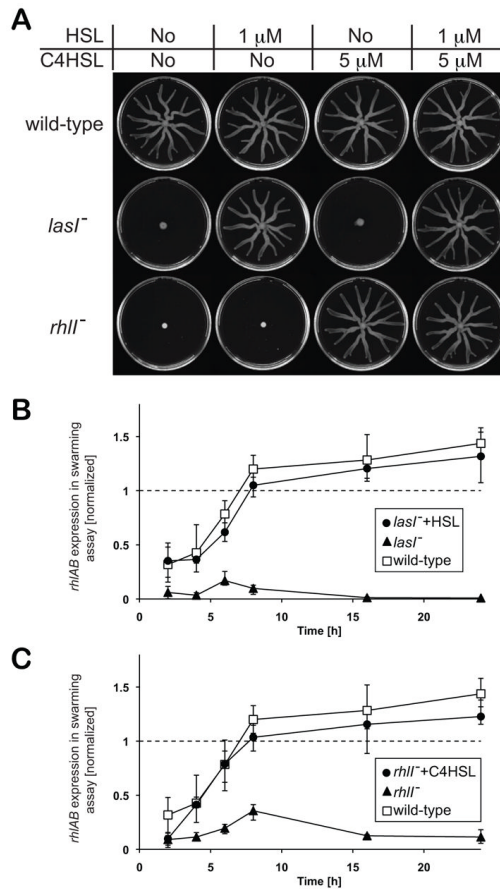 A
HSL No 1 μM No 1 μM
C4HSL No No 5 μM 5 μM
wild-type
lasI⁻
rhlI⁻
B
rhlAB expression in swarming
assay [normalized]
1.5
1
0.5
0
0 5 10 15 20
Time [h]
lasI⁻+HSL
lasI⁻
wild-type
C
rhlAB expression in swarming
assay [normalized]
1.5
1
0.5
0
0 5 10 15 20
Time [h]
rhlI⁻+C4HSL
rhlI⁻
wild-type